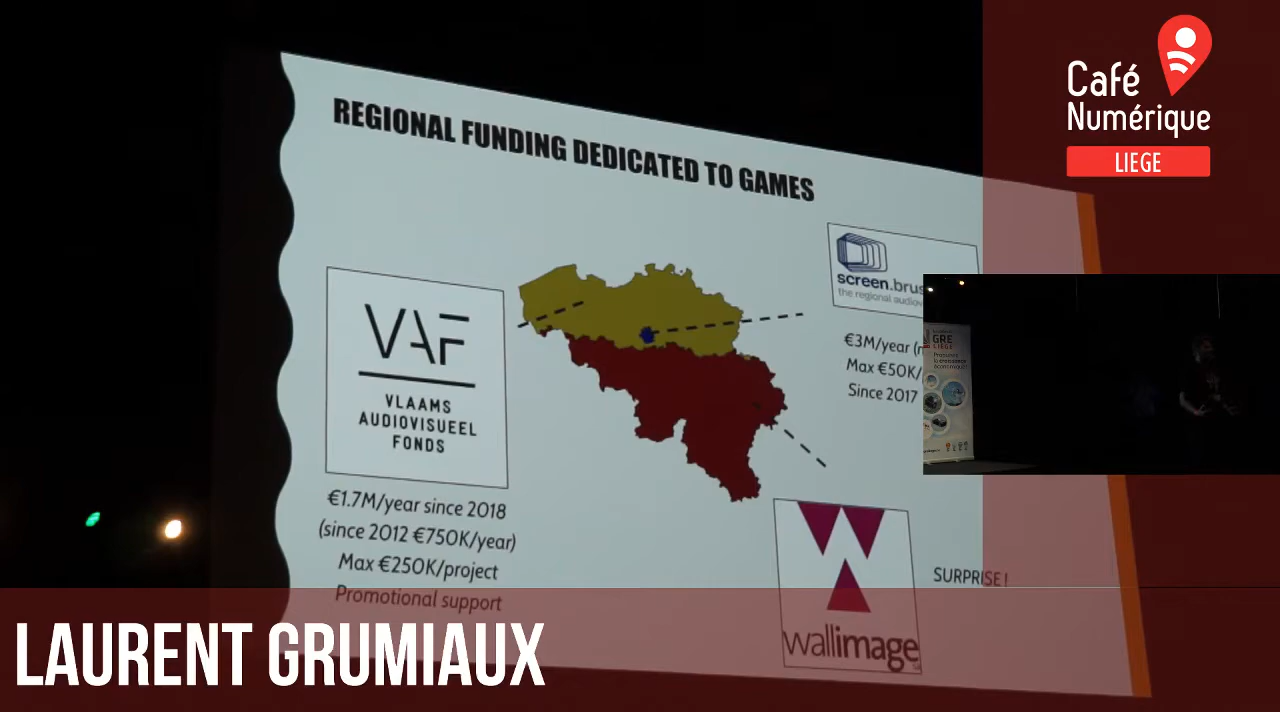 REGIONAL FUNDING DEDICATED TO GAMES
VAF
VLAAMS
AUDIOVISUEEL
FONDS
€1.7M/year since 2018
(since 2012 €750K/year)
Max €250K/project
Promotional support
screen.brus
the regional audiov
€3M/year (
Max €50K/
Since 2017
wallimage
SURPRISE !
Café
Numérique
LIEGE
GRE
LIEGE
LAURENT GRUMIAUX